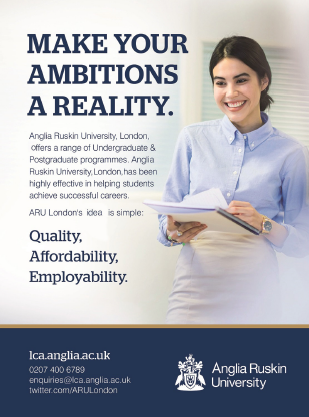 MAKE YOUR
AMBITIONS
A REALITY.
Anglia Ruskin University, London,
offers a range of Undergraduate &
Postgraduate programmes. Anglia
Ruskin University,London,has been
highly effective in helping students
achieve successful careers.
ARU London's idea is simple:
Quality,
Affordability,
Employability.
lca.anglia.ac.uk
0207 400 6789
enquiries@lca.anglia.ac.uk
twitter.com/ARULondon
Anglia Ruskin
University